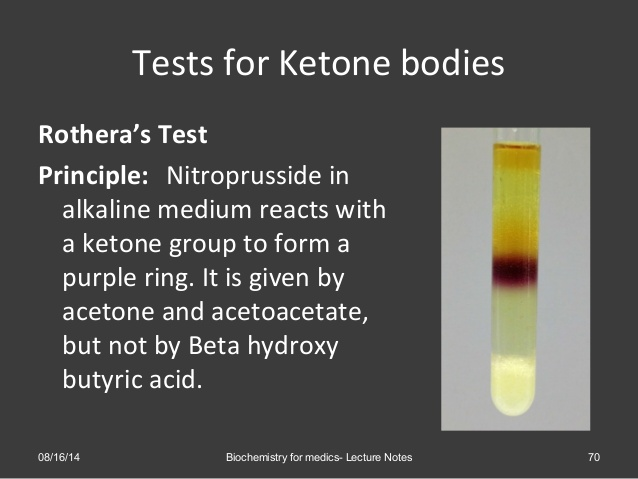 Tests for Ketone bodies
Rothera's Test
Principle: Nitroprusside in
alkaline medium reacts with
a ketone group to form a
purple ring. It is given by
acetone and acetoacetate,
but not by Beta hydroxy
butyric acid.
08/16/14
Biochemistry for medics- Lecture Notes
70